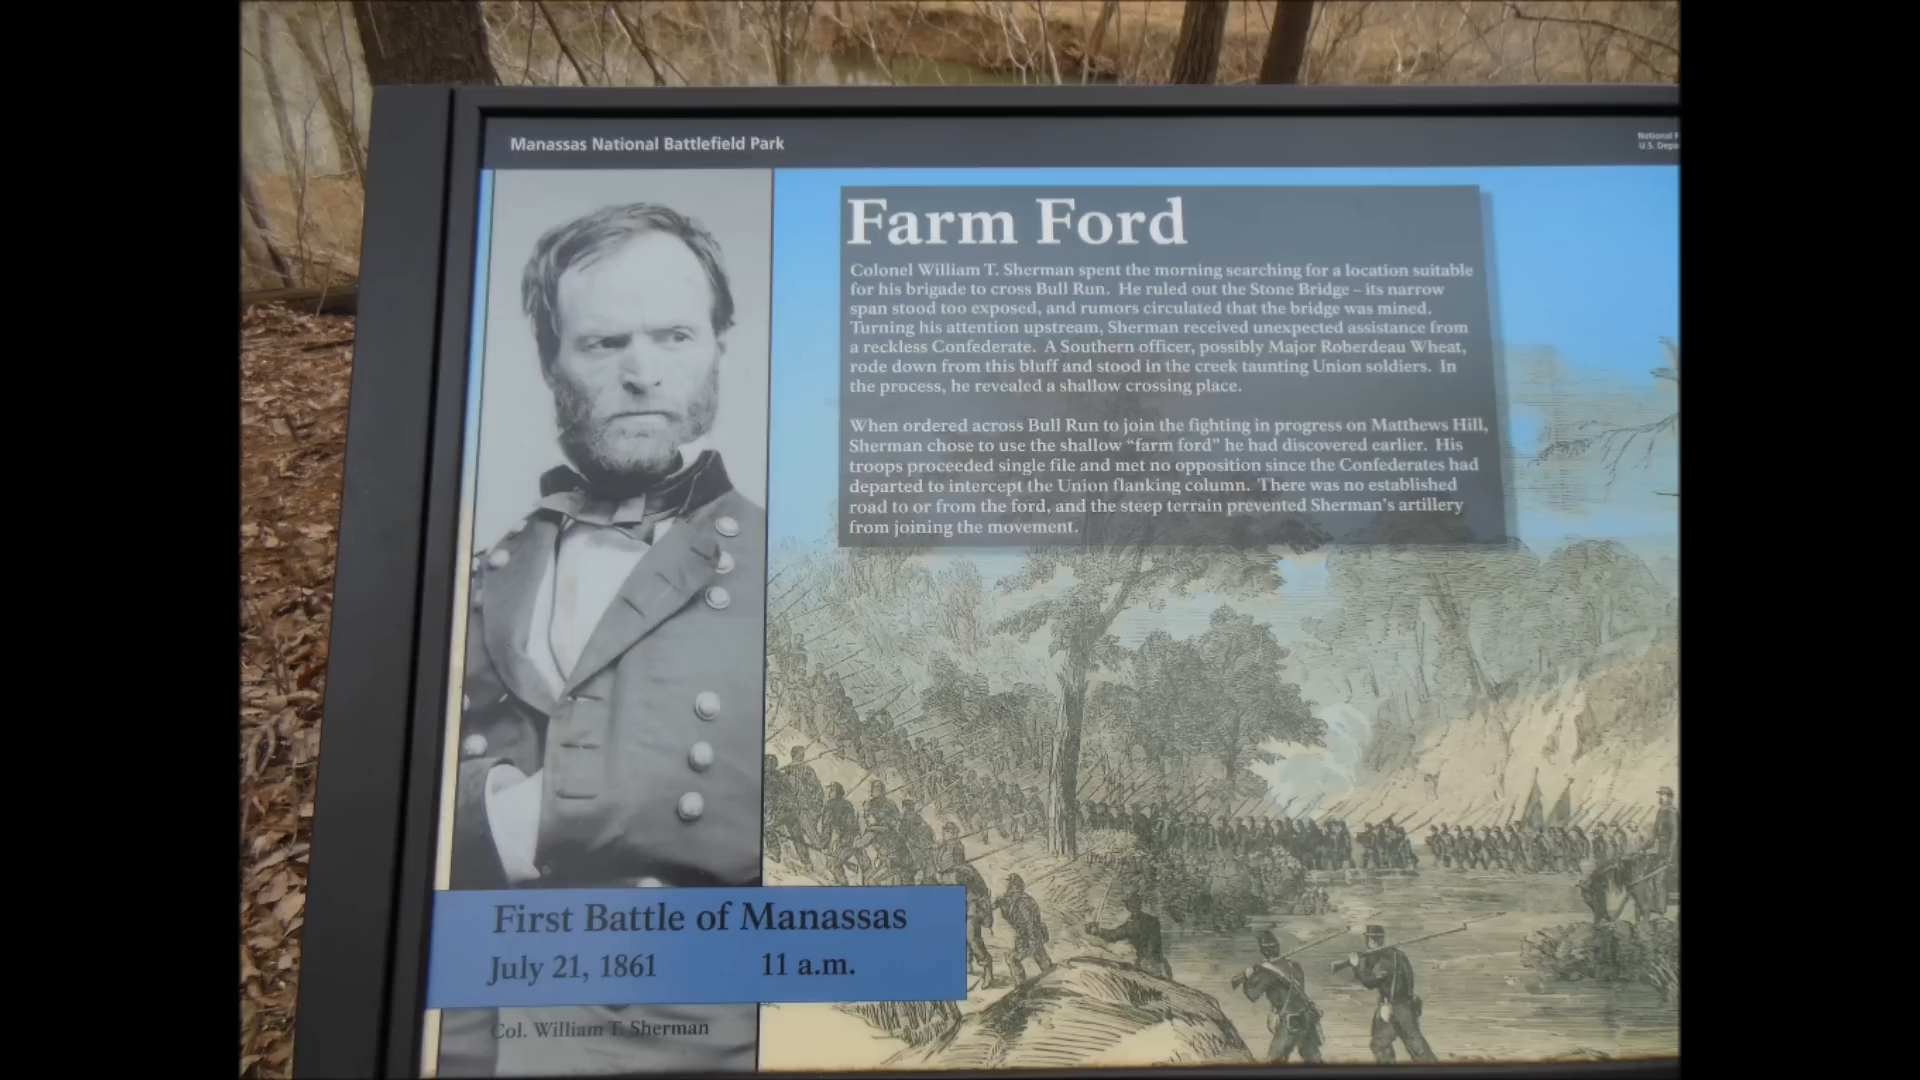 Manassas National Battlefield Park
National
U.S.
Farm Ford
Colonel William T. Sherman spent the morning searching for a location suitable
for his brigade to cross Bull Run. He ruled out the Stone Bridge – its narrow
span stood too exposed, and rumors circulated that the bridge was mined.
Turning his attention upstream, Sherman received unexpected assistance from
a reckless Confederate. A Southern officer, possibly Major Roberdeau Wheat,
rode down from this bluff and stood in the creek taunting Union soldiers. In
the process, he revealed a shallow crossing place.
When ordered across Bull Run to join the fighting in progress on Matthews Hill,
Sherman chose to use the shallow “farm ford” he had discovered earlier. His
troops proceeded single file and met no opposition since the Confederates had
departed to intercept the Union flanking column. There was no established
road to or from the ford, and the steep terrain prevented Sherman’s artillery
from joining the movement.
First Battle of Manassas
July 21, 1861 11 a.m.
Col. William T. Sherman